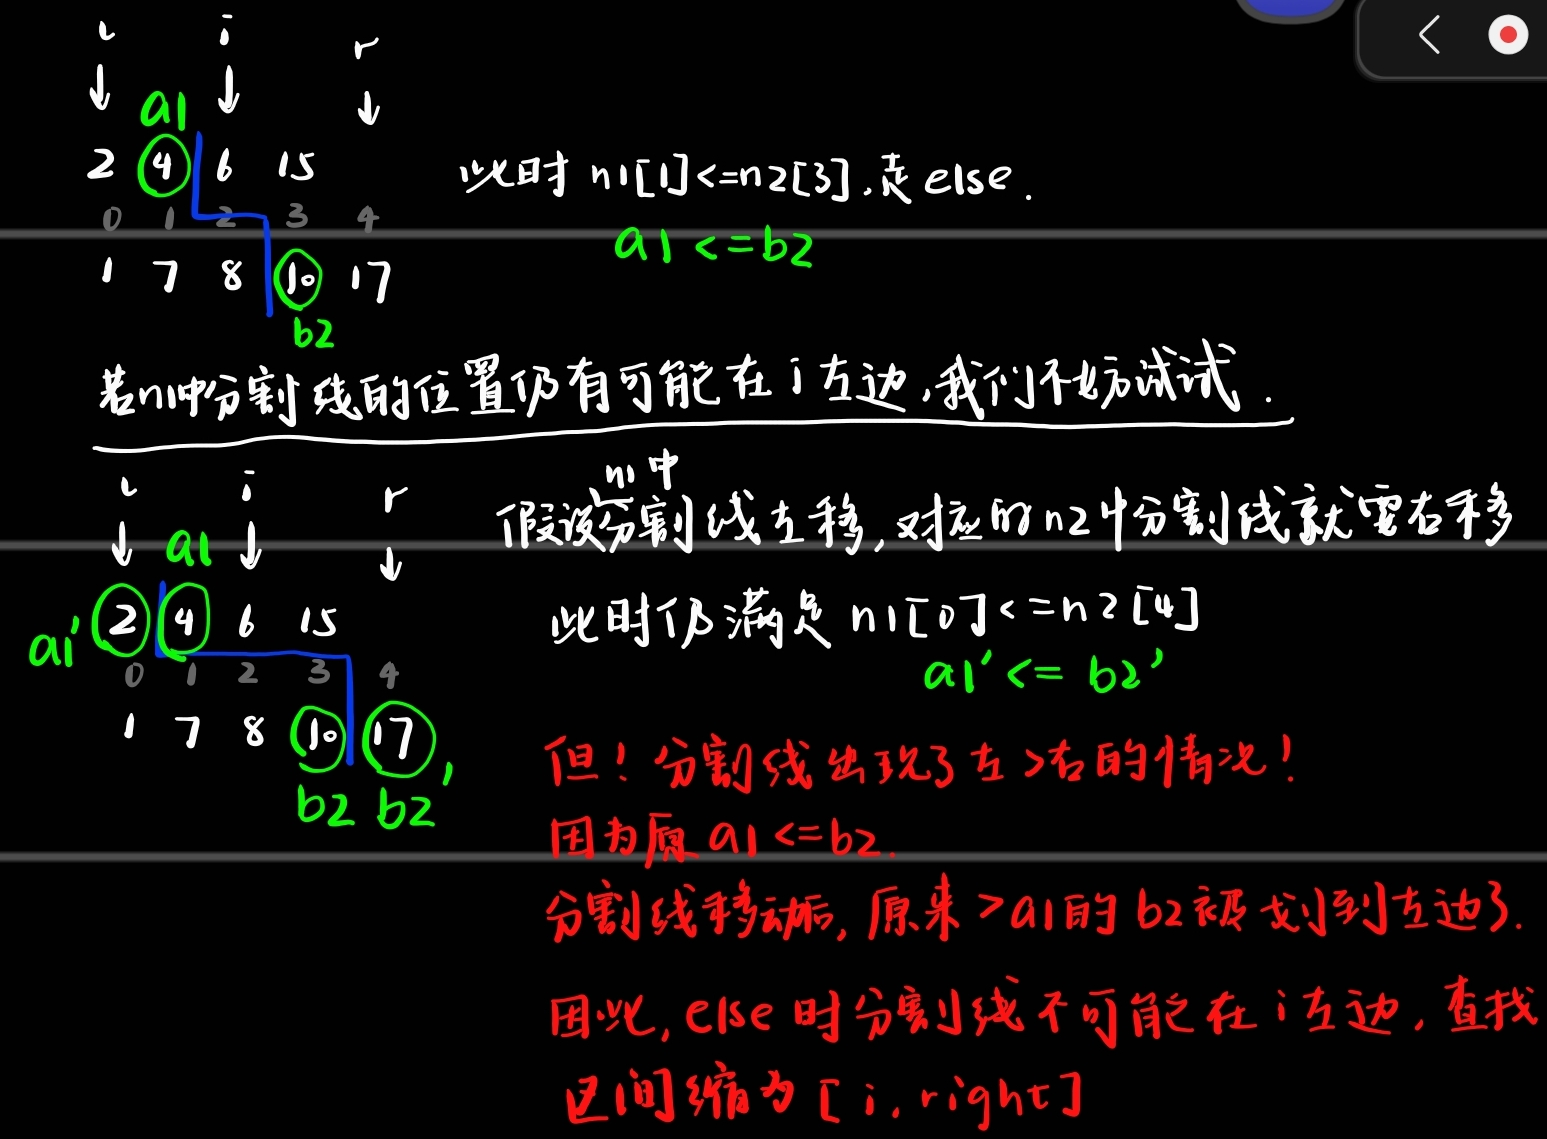 l i r
↓ ↓ ↓
a1
2 4 6 15
0 1 2 3 4
1 7 8 10 17
b2
此时 n1[1]<=n2[3],走 else.
a1<=b2
若n1中分割线的位置仍有可能在 i 左边,我们不妨试试.
l i r
↓ ↓ ↓
a1
a1' 2 4 6 15
0 1 2 3 4
1 7 8 10 17
b2 b2'
n1中
假设分割线左移,对应的n2中分割线就要右移
此时仍满足 n1[0]<=n2[4]
a1'<= b2'
但!分割线出现了左>右的情况!
因为原 a1<=b2.
分割线移动后,原来>a1的 b2被划到左边了.
因此, else 时分割线不可能在 i 左边,查找
区间缩为 [i, right]